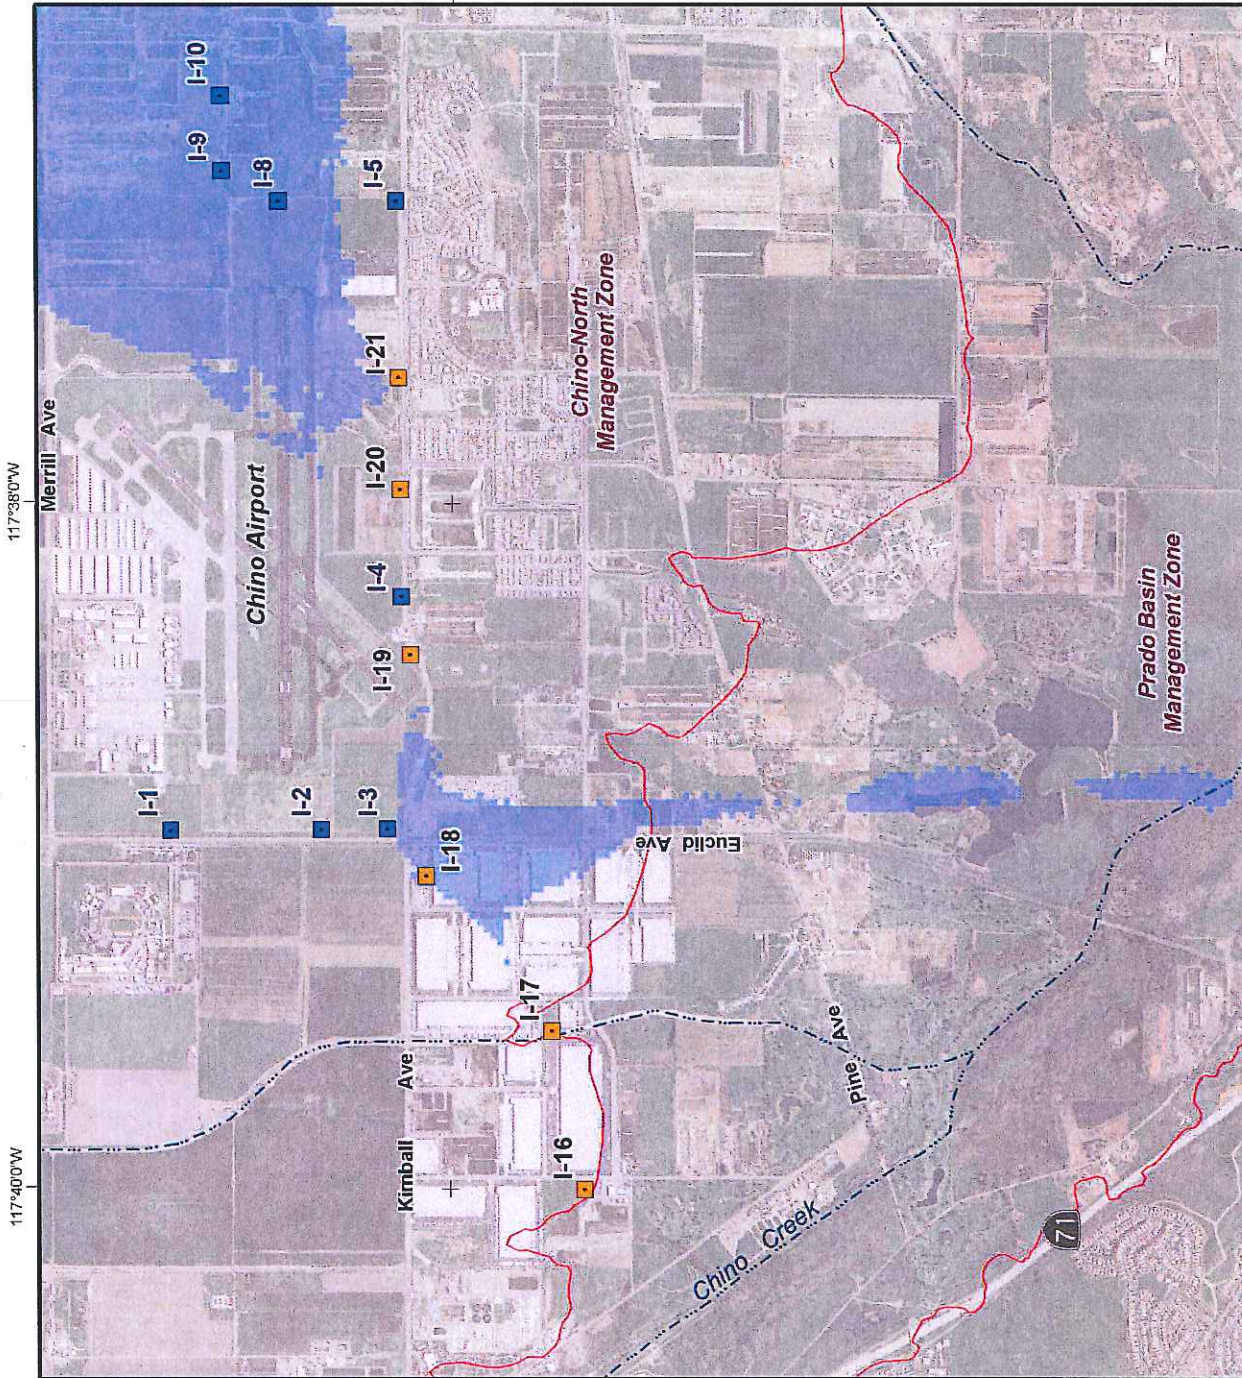 117°40'0"W
117°38'0"W
Merrill Ave
I-1
I-10
I-9
Chino Airport
I-8
I-2
I-3
I-4
I-5
I-19
I-20
I-21
Kimball Ave
I-18
I-17
I-16
Chino-North
Management Zone
Euclid Ave
Chino Creek
Pine Ave
71
Prado Basin
Management Zone